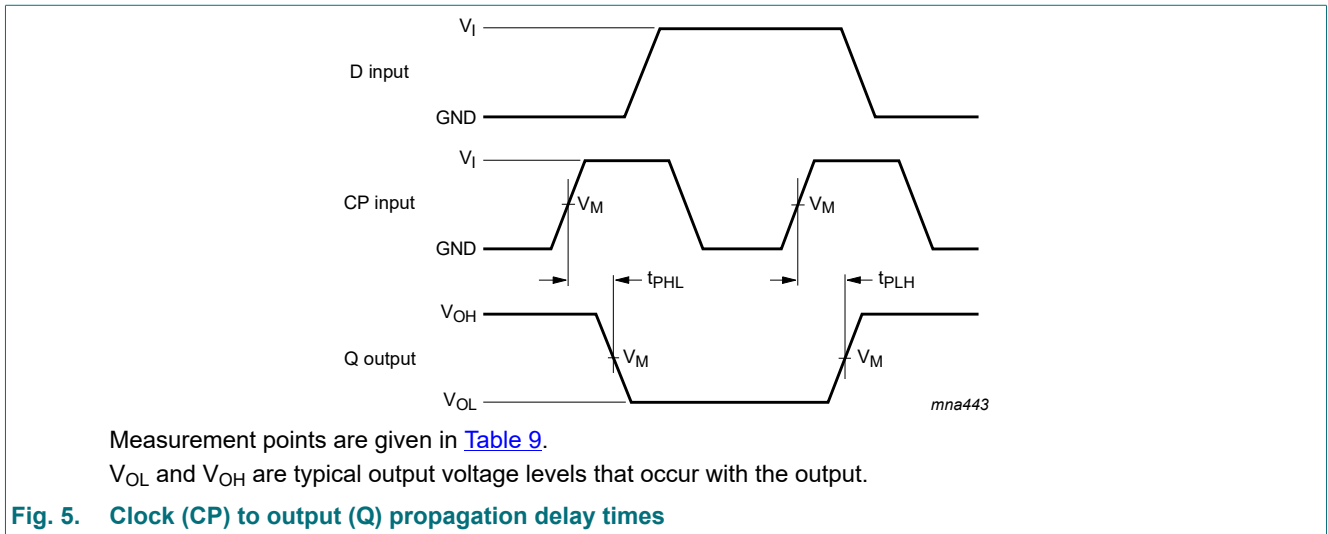 VI
D input
GND
VI
CP input
VM
VM
GND
tPHL
tPLH
VOH
Q output
VM
VM
VOL
mna443
Measurement points are given in Table 9.
VOL and VOH are typical output voltage levels that occur with the output.
Fig. 5. Clock (CP) to output (Q) propagation delay times